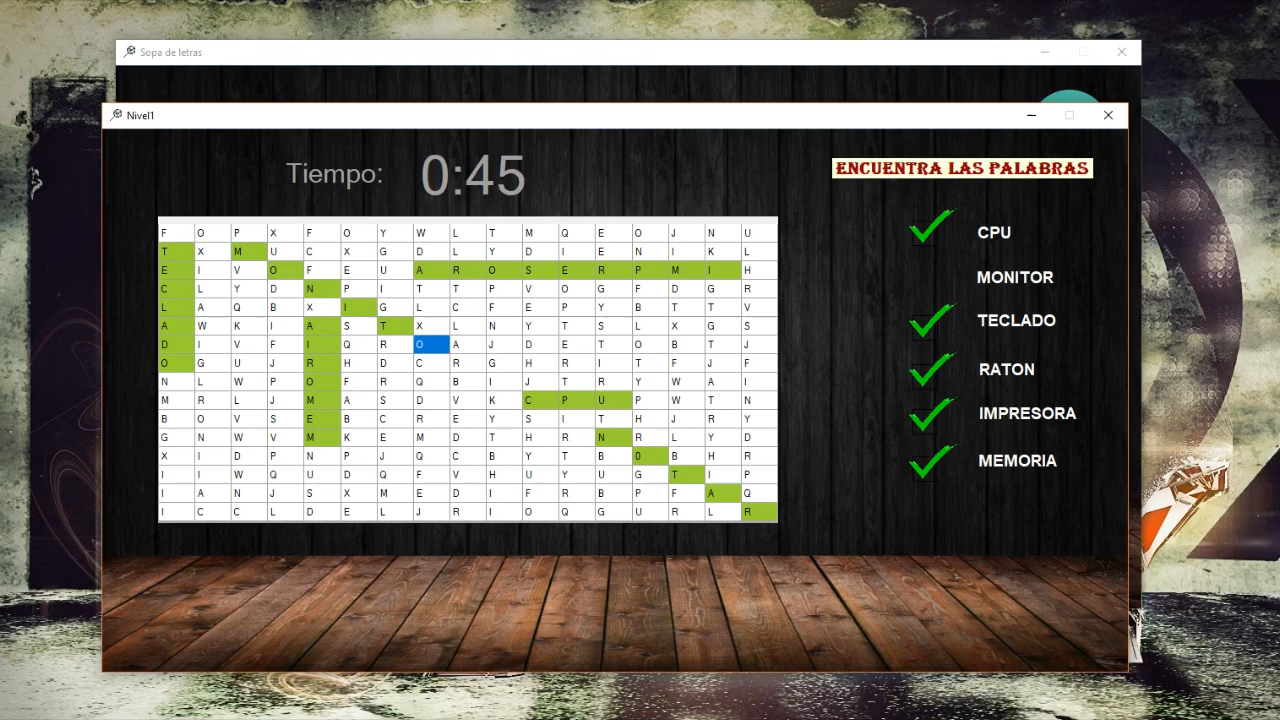 Sopa de letras
Nivel1
Tiempo: 0:45
ENCUENTRA LAS PALABRAS
F O P X F O Y W L T M Q E O J N U
T X M U C X G D L Y D I E N I K L
E I V O F E U A R O S E R P M I H
C L Y D N P I T T P V O G F D G R
L A Q B X I G L C F E P Y B T T V
A W K I A S T X L N Y T S L X G S
D I V F I Q R O A J D E T O B T J
O G U J R H D C R G H R I T F J F
N L W P O F R Q B I J T R Y W A I
M R L J M A S D V K C P U P W T N
B O V S E B C R E Y S I T H J R Y
G N W V M K E M D T H R N R L Y D
X I D P N P J Q C B Y T B 0 B H R
I I W Q U D Q F V H U Y U G T I P
I A N J S X M E D I F R B P F A Q
I C C L D E L J R I O Q G U R L R
CPU
MONITOR
TECLADO
RATON
IMPRESORA
MEMORIA